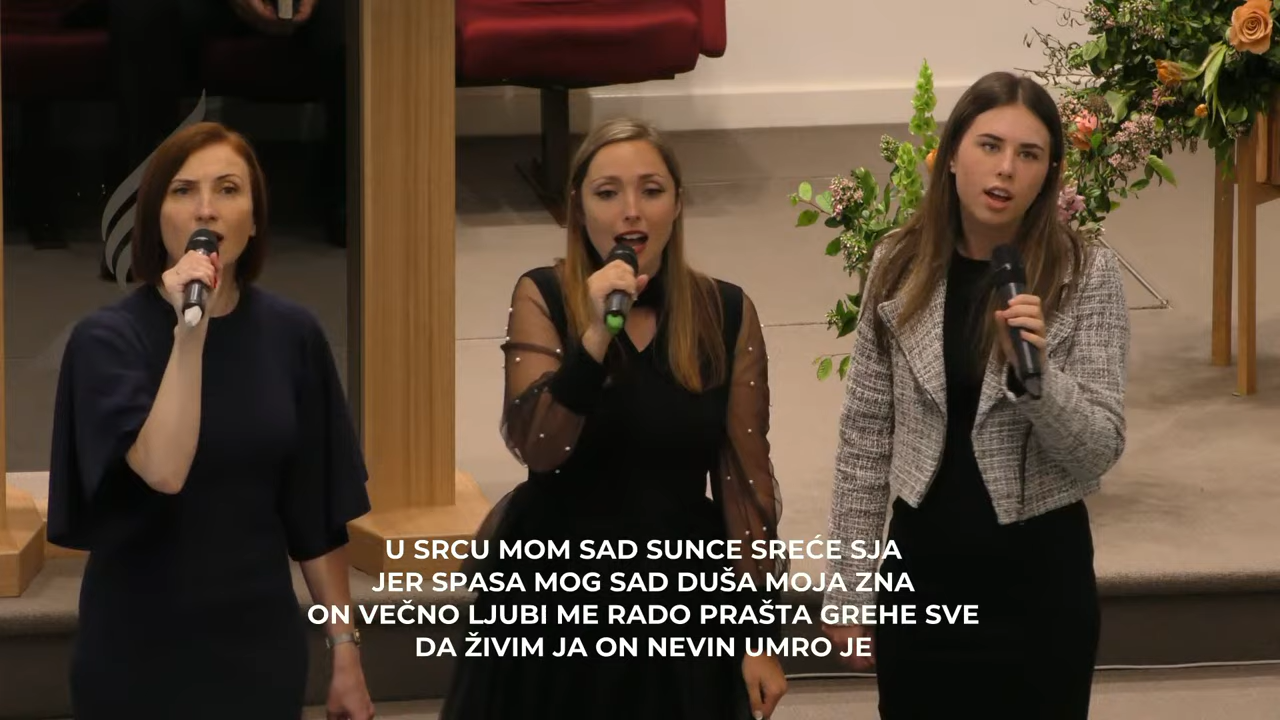 U SRCU MOM SAD SUNCE SREĆE SJA
JER SPASA MOG SAD DUŠA MOJA ZNA
ON VEČNO LJUBI ME RADO PRAŠTA GREHE SVE
DA ŽIVIM JA ON NEVIN UMRO JE